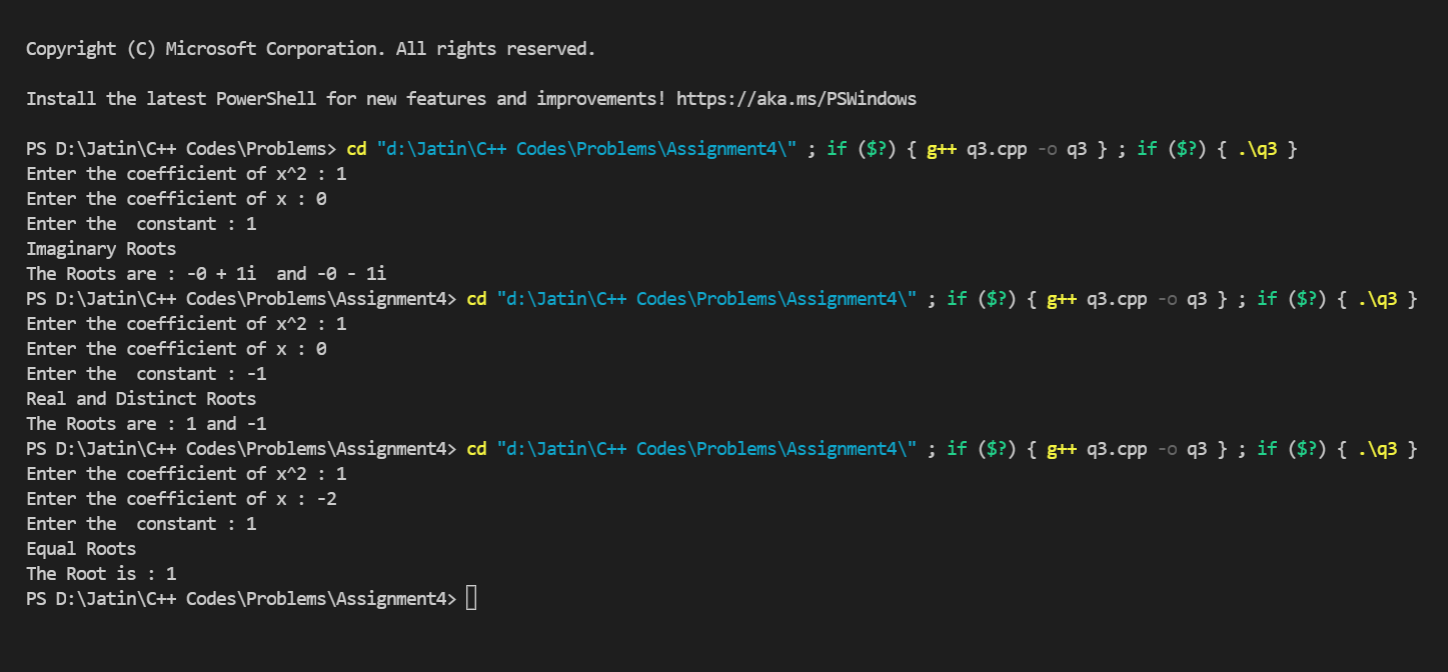 Copyright (C) Microsoft Corporation. All rights reserved.
Install the latest PowerShell for new features and improvements! https://aka.ms/PSWindows
PS D:\Jatin\C++ Codes\Problems> cd "d:\Jatin\C++ Codes\Problems\Assignment4\" ; if ($?) { g++ q3.cpp -o q3 } ; if ($?) { .\q3 }
Enter the coefficient of x^2 : 1
Enter the coefficient of x : 0
Enter the  constant : 1
Imaginary Roots
The Roots are : -0 + 1i  and -0 - 1i
PS D:\Jatin\C++ Codes\Problems\Assignment4> cd "d:\Jatin\C++ Codes\Problems\Assignment4\" ; if ($?) { g++ q3.cpp -o q3 } ; if ($?) { .\q3 }
Enter the coefficient of x^2 : 1
Enter the coefficient of x : 0
Enter the  constant : -1
Real and Distinct Roots
The Roots are : 1 and -1
PS D:\Jatin\C++ Codes\Problems\Assignment4> cd "d:\Jatin\C++ Codes\Problems\Assignment4\" ; if ($?) { g++ q3.cpp -o q3 } ; if ($?) { .\q3 }
Enter the coefficient of x^2 : 1
Enter the coefficient of x : -2
Enter the  constant : 1
Equal Roots
The Root is : 1
PS D:\Jatin\C++ Codes\Problems\Assignment4>